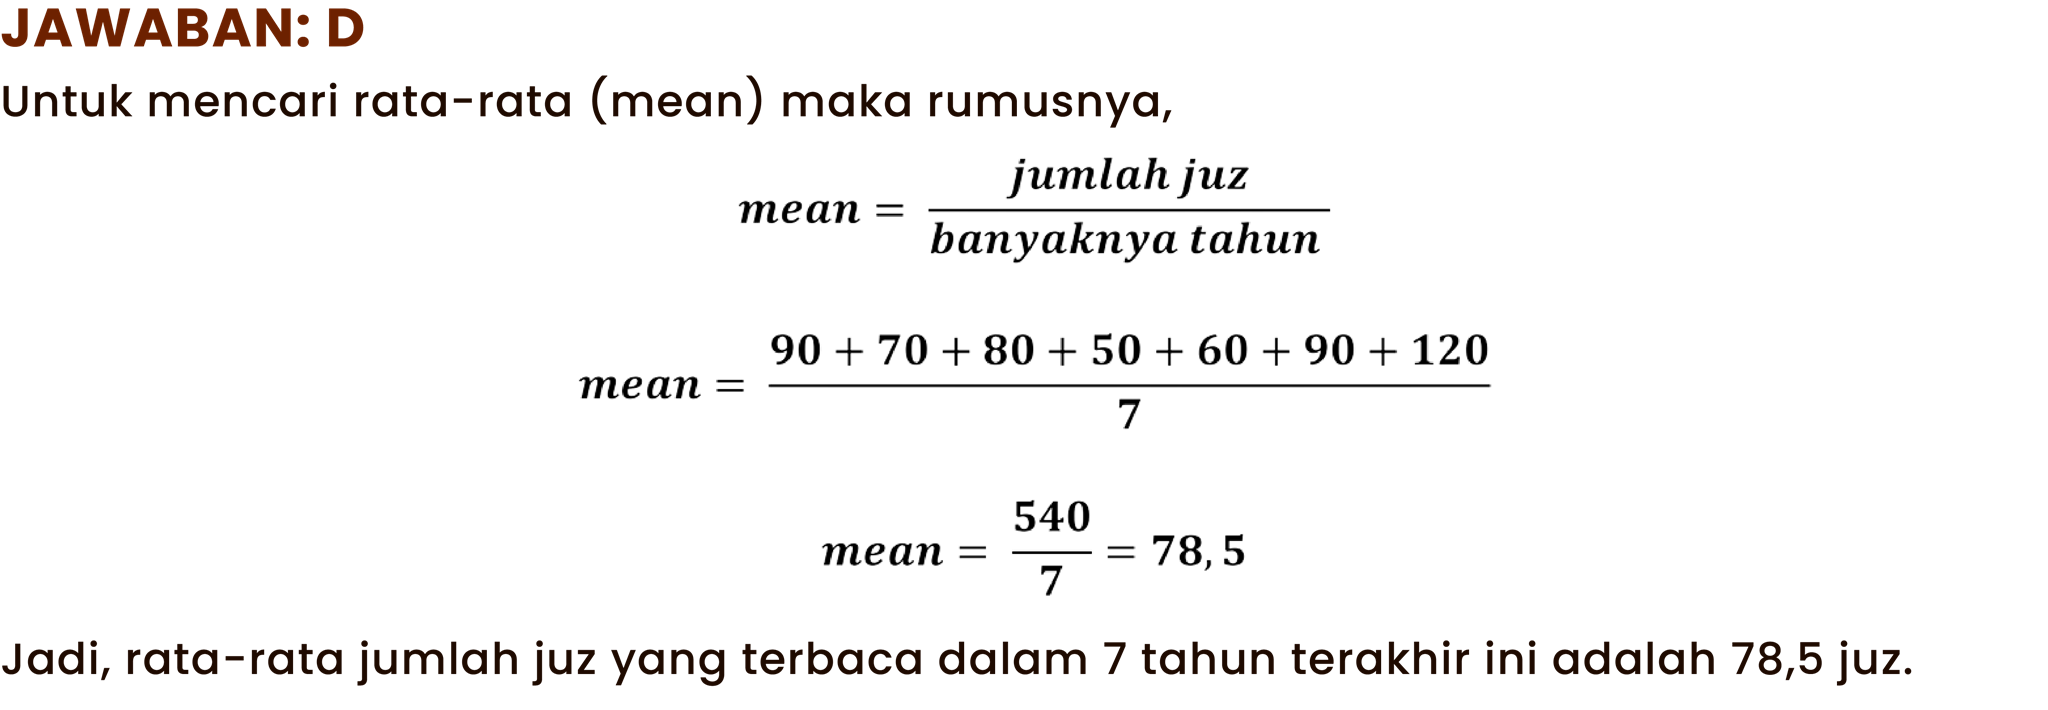 JAWABAN: D
Untuk mencari rata-rata (mean) maka rumusnya,
mean = jumlah juz / banyaknya tahun
mean = 90 + 70 + 80 + 50 + 60 + 90 + 120 / 7
mean = 540 / 7 = 78,5
Jadi, rata-rata jumlah juz yang terbaca dalam 7 tahun terakhir ini adalah 78,5 juz.